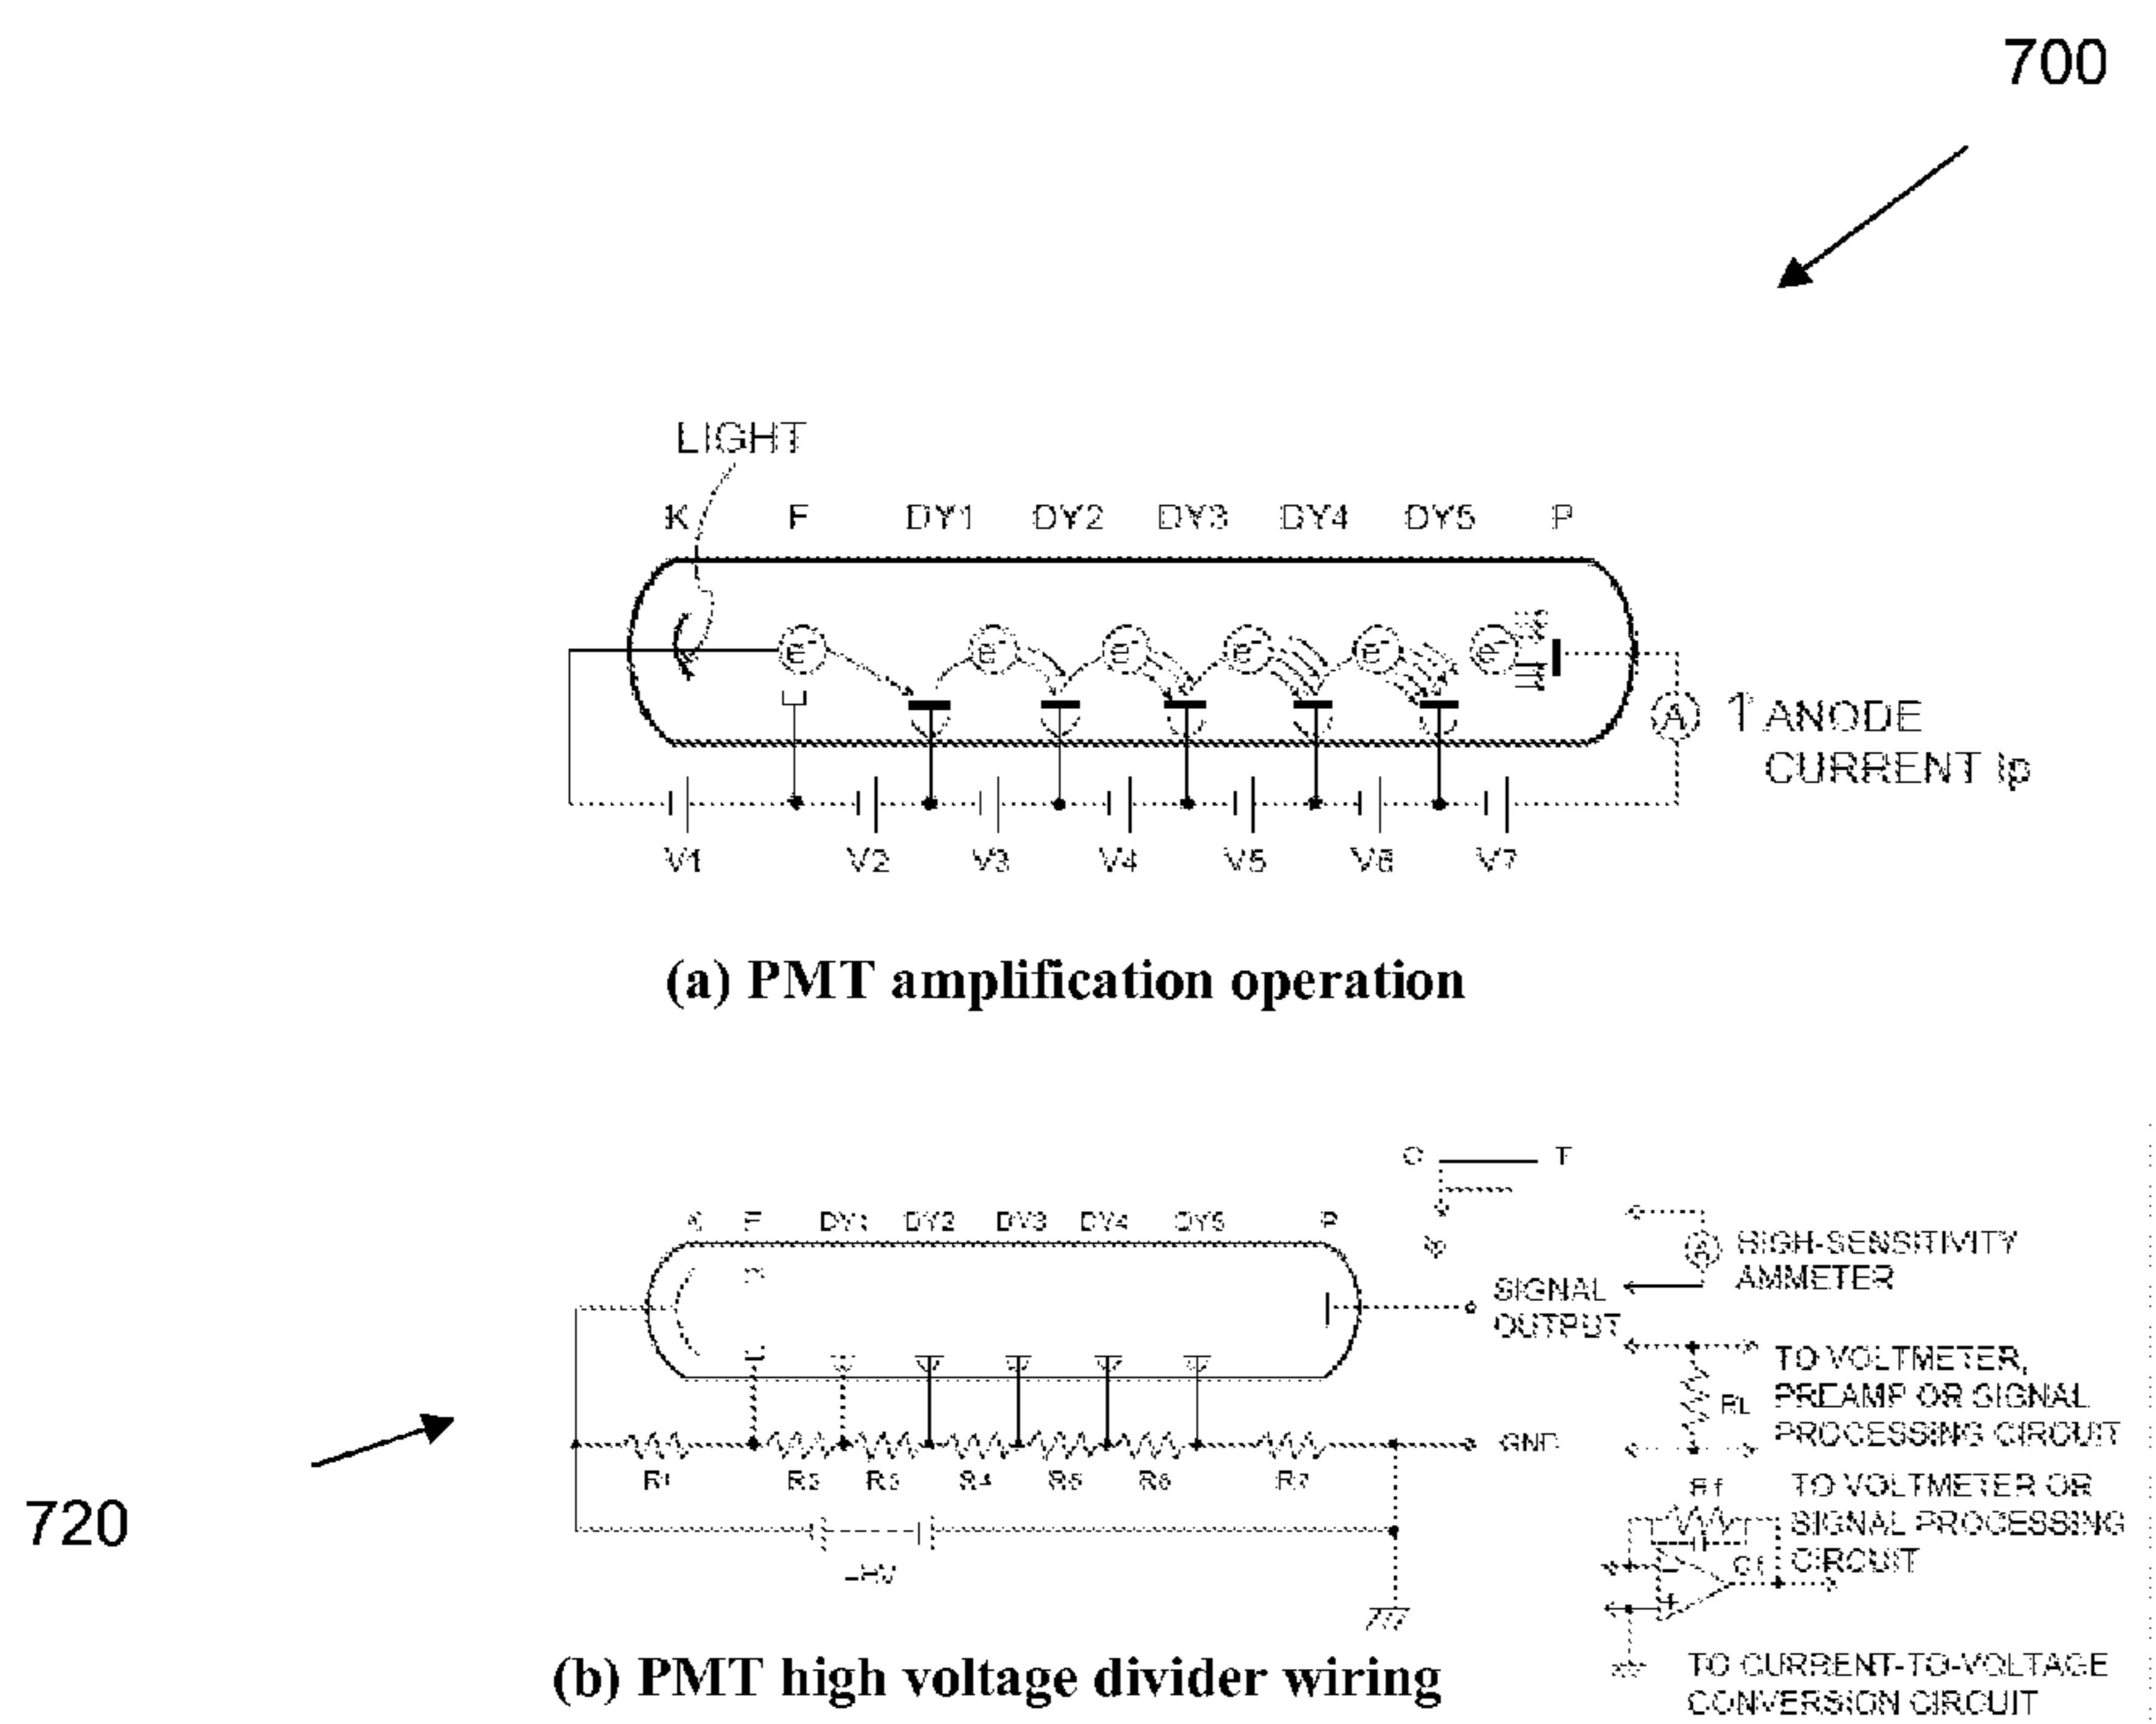 700
LIGHT
K F DY1 DY2 DY3 DY4 DY5 P
e⁻ e⁻ e⁻ e⁻ e⁻ e⁻
A ↑ ANODE
CURRENT Ip
V1 V2 V3 V4 V5 V6 V7
(a) PMT amplification operation
K F DY1 DY2 DY3 DY4 DY5 P
A HIGH-SENSITIVITY
AMMETER
SIGNAL
OUTPUT
TO VOLTMETER,
RL PREAMP OR SIGNAL
PROCESSING CIRCUIT
GND
R1 R2 R3 R4 R5 R6 R7
-HV
720
Rf TO VOLTMETER OR
SIGNAL PROCESSING
Cf CIRCUIT
- +
TO CURRENT-TO-VOLTAGE
CONVERSION CIRCUIT
(b) PMT high voltage divider wiring